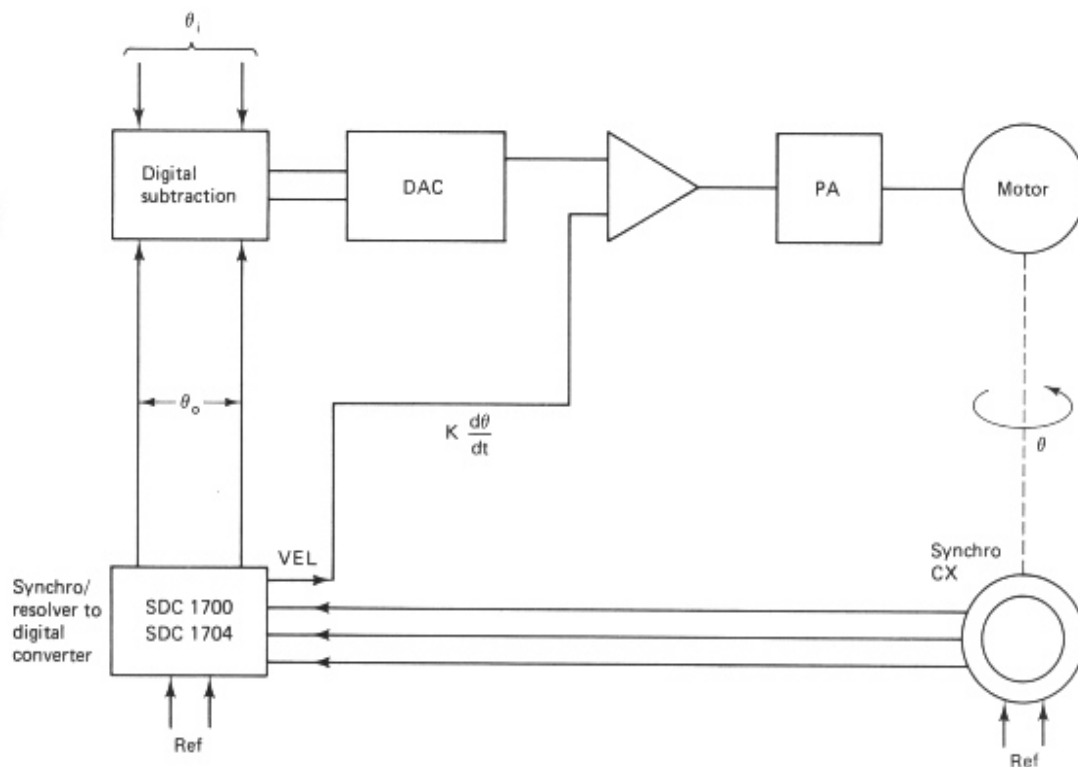 θi
Digital
subtraction
DAC
PA
Motor
θo
K dθ/dt
θ
VEL
Synchro
CX
Synchro/
resolver to
digital
converter
SDC 1700
SDC 1704
Ref
Ref